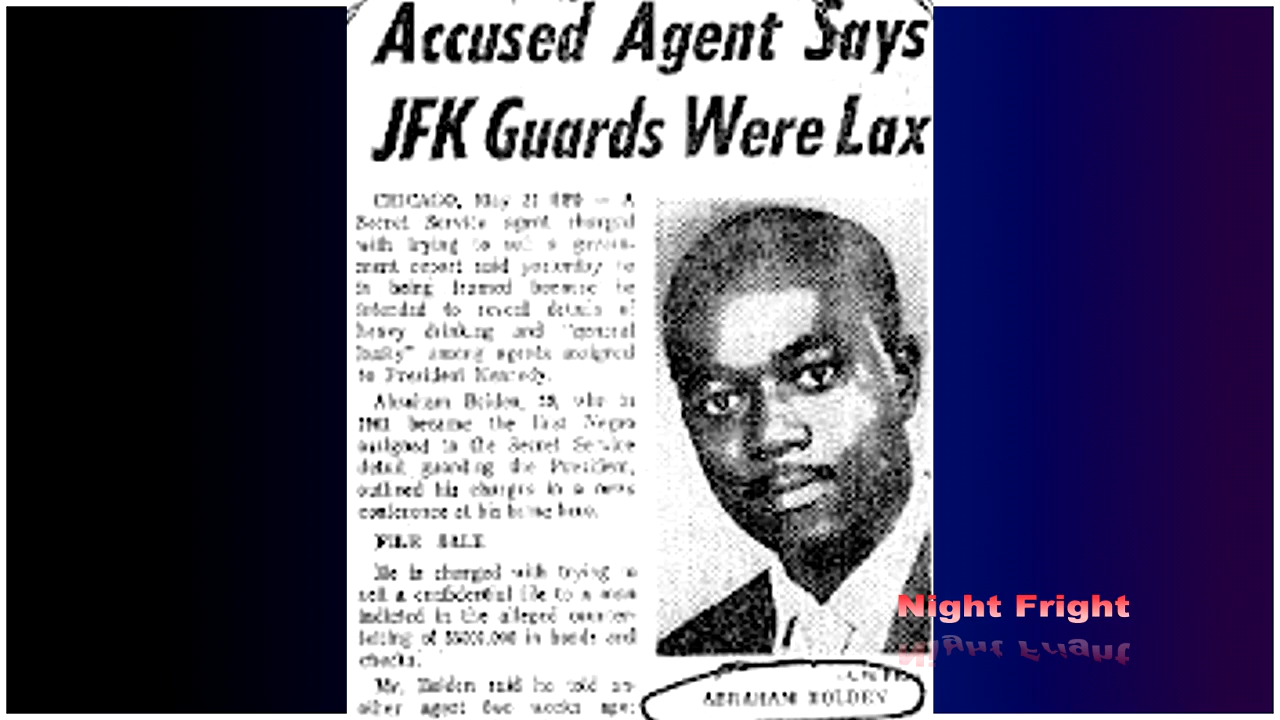 Accused Agent Says
JFK Guards Were Lax
CHICAGO, May 21 UPI — A
Secret Service agent charged
with trying to sell a govern-
ment report said yesterday he
is being framed because he
intended to reveal details of
heavy drinking and "general
laxity" among agents assigned
to President Kennedy.
Abraham Bolden, who in
1961 became the first Negro
assigned to the Secret Service
detail guarding the President,
outlined his charges in a news
conference at his home here.
FILE SALE
He is charged with trying to
sell a confidential file to a man
indicted in the alleged counter-
feiting of in bonds and
checks.
Mr. Bolden said he told an-
other agent two weeks ago:
ABRAHAM BOLDEN
Night Fright